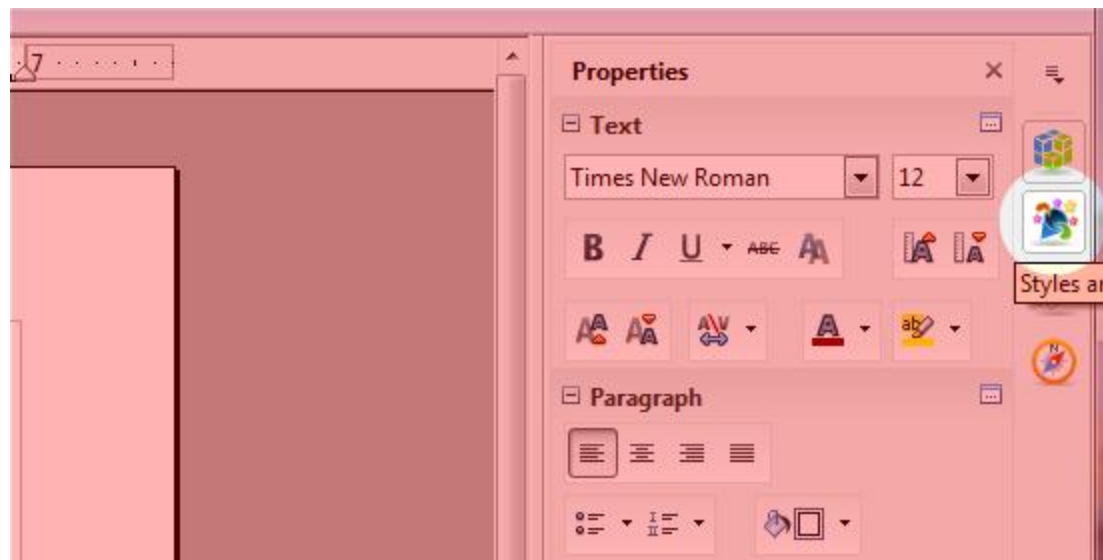 7
Properties
Text
Times New Roman 12
B I U ABC A
Styles ar
Paragraph